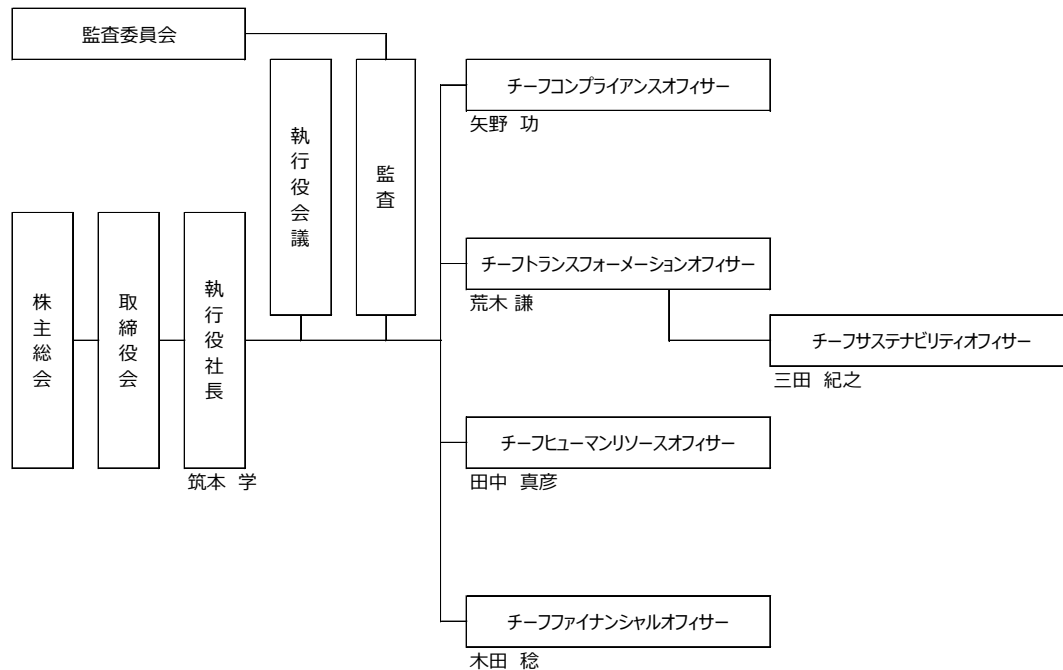 監査委員会
執行役会議
監査
チーフコンプライアンスオフィサー
矢野 功
株主総会
取締役会
執行役社長
筑本 学
チーフトランスフォーメーションオフィサー
荒木 謙
チーフサステナビリティオフィサー
三田 紀之
チーフヒューマンリソースオフィサー
田中 真彦
チーフファイナンシャルオフィサー
木田 稔